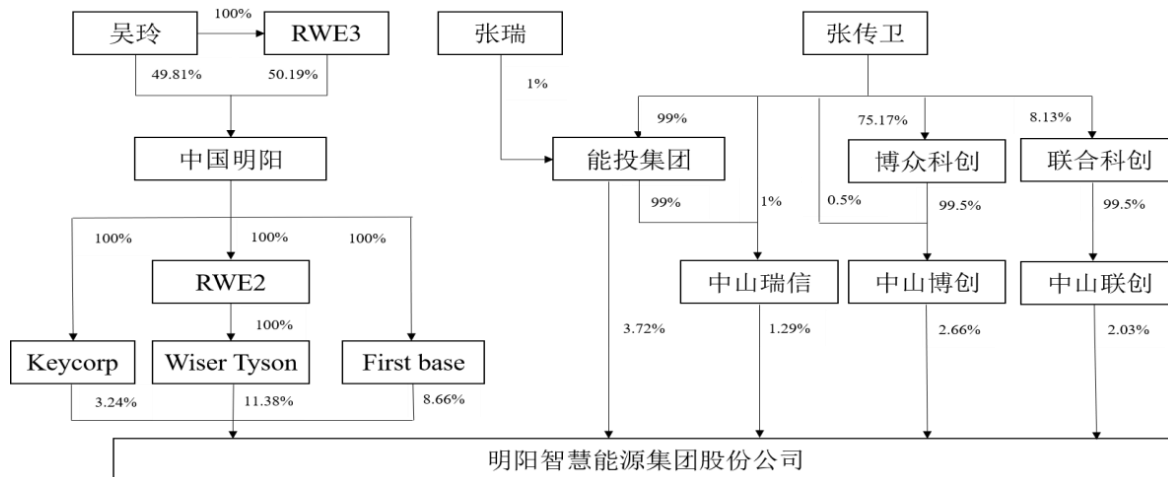 吴玲
100%
RWE3
张瑞
张传卫
49.81%
50.19%
1%
99%
75.17%
8.13%
中国明阳
能投集团
博众科创
联合科创
99%
1%
0.5%
99.5%
99.5%
100%
100%
100%
RWE2
中山瑞信
中山博创
中山联创
100%
3.72%
1.29%
2.66%
2.03%
Keycorp
Wiser Tyson
First base
3.24%
11.38%
8.66%
明阳智慧能源集团股份公司